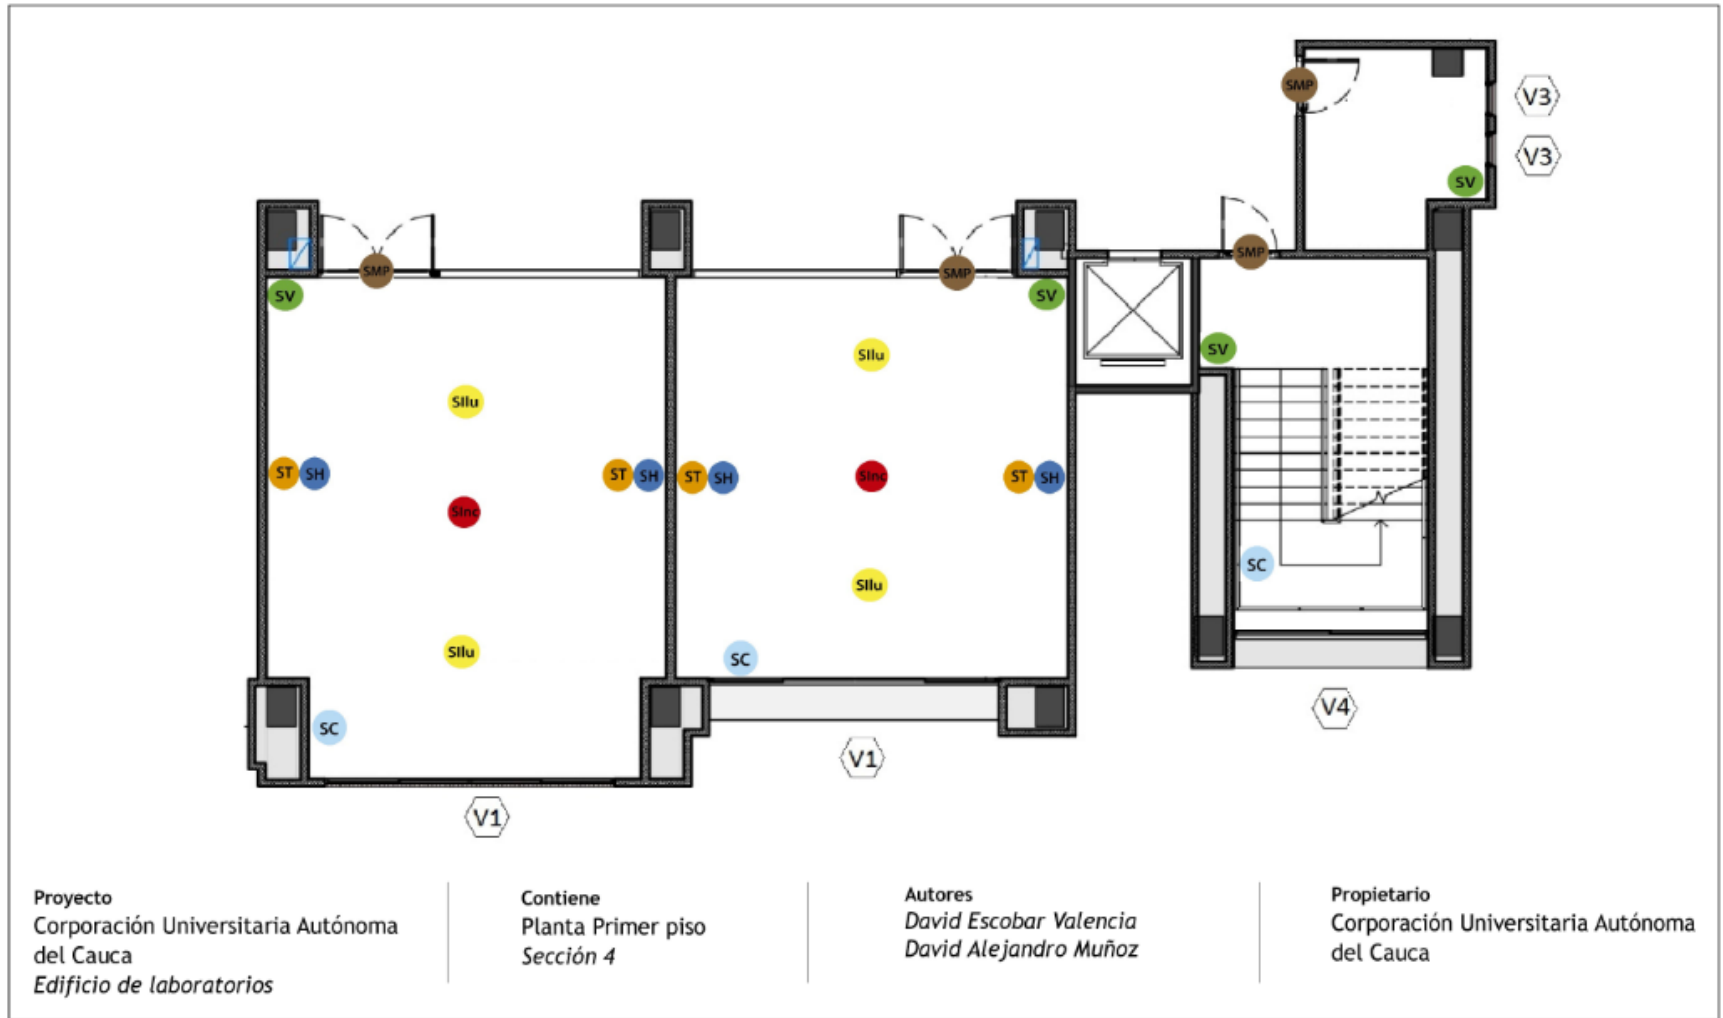 SMP
V3
V3
SV
SMP
SMP
SMP
SV
SV
SV
SIlu
SIlu
ST
SH
ST
SH
ST
SH
ST
SH
SInc
SInc
SC
SIlu
SIlu
SC
SC
V4
V1
V1
Proyecto
Corporación Universitaria Autónoma
del Cauca
Edificio de laboratorios
Contiene
Planta Primer piso
Sección 4
Autores
David Escobar Valencia
David Alejandro Muñoz
Propietario
Corporación Universitaria Autónoma
del Cauca